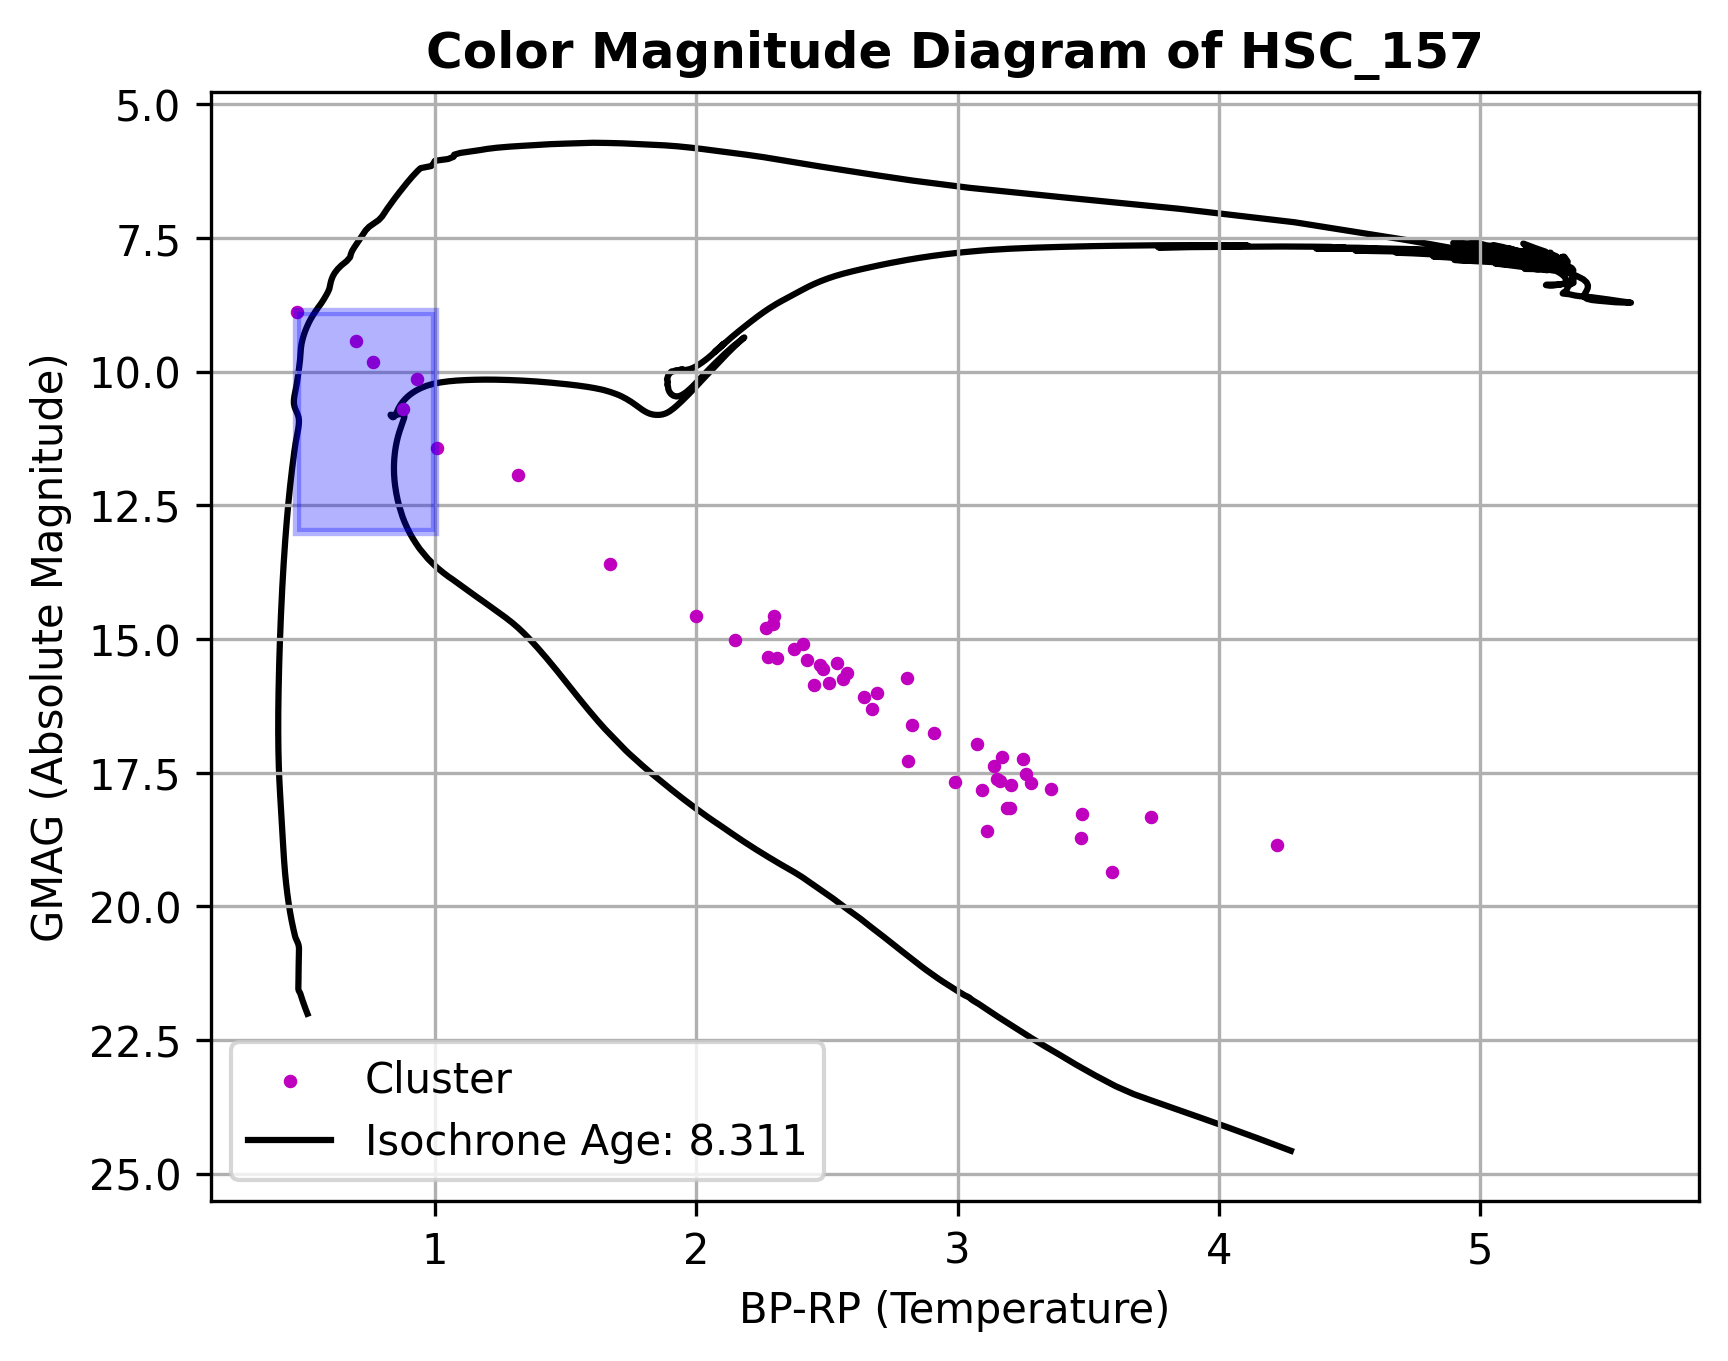 Color Magnitude Diagram of HSC_157
5.0
7.5
10.0
12.5
15.0
17.5
20.0
22.5
25.0
GMAG (Absolute Magnitude)
Cluster
Isochrone Age: 8.311
1 2 3 4 5
BP-RP (Temperature)